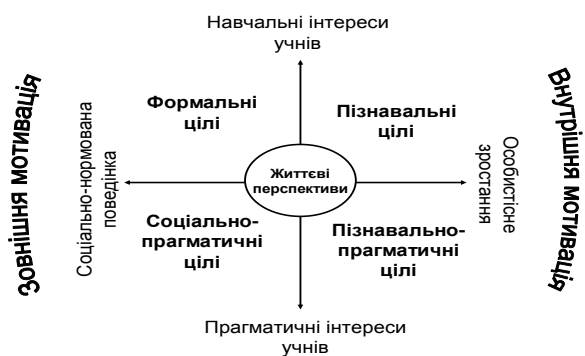 Навчальні інтереси
учнів
Зовнішня мотивація
Соціально-нормована
поведінка
Формальні
цілі
Пізнавальні
цілі
Життєві
перспективи
Соціально-
прагматичні
цілі
Пізнавально-
прагматичні
цілі
Особистісне
зростання
Внутрішня мотивація
Прагматичні інтереси
учнів